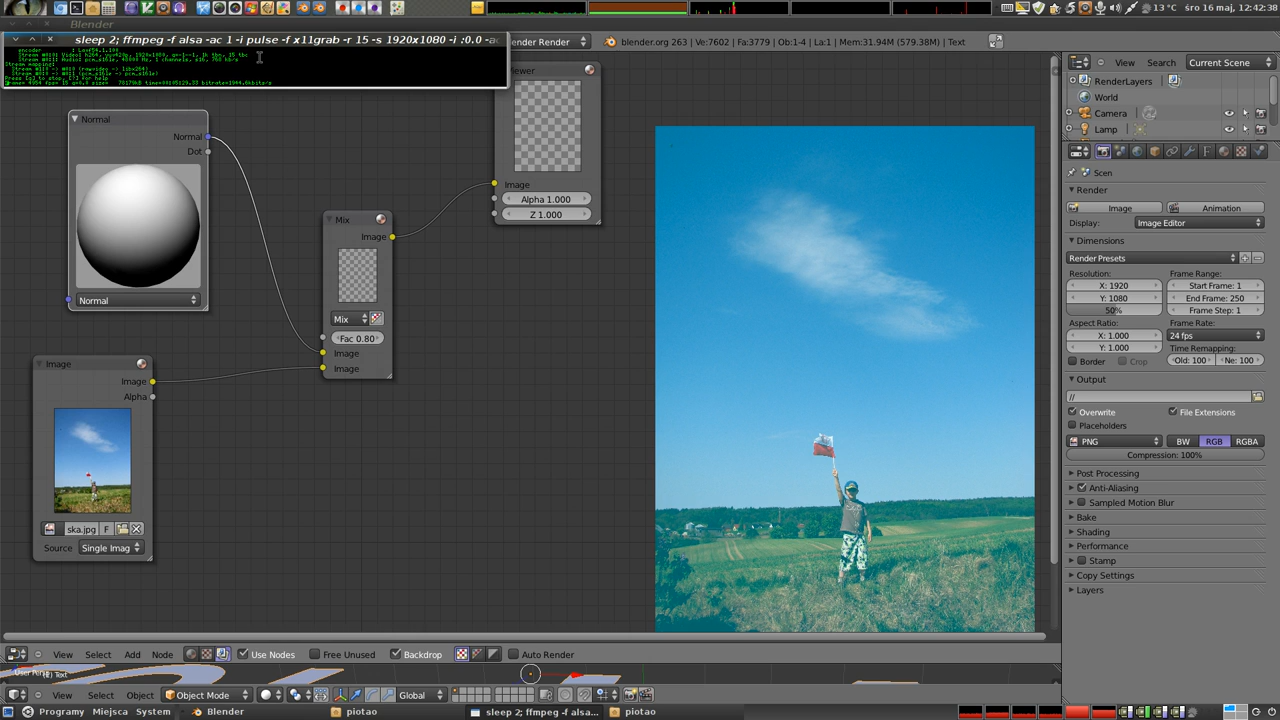 13°C śro 16 maj, 12:42:38
Blender
sleep 2; ffmpeg -f alsa -ac 1 -i pulse -f x11grab -r 15 -s 1920x1080 -i :0.0 -ac
ender Render
blender.org 263 | Ve:7602 | Fa:3779 | Ob:1-4 | La:1 | Mem:31.94M (579.38M) | Text
View Search Current Scene
RenderLayers
World
Camera
Lamp
Scen
Render
Image Animation
Display: Image Editor
Dimensions
Render Presets
Resolution: Frame Range:
X: 1920 Start Frame: 1
Y: 1080 End Frame: 250
50% Frame Step: 1
Aspect Ratio: Frame Rate:
X: 1.000 24 fps
Y: 1.000 Time Remapping:
Border Crop Old: 100 Ne: 100
Output
//
Overwrite File Extensions
Placeholders
PNG BW RGB RGBA
Compression: 100%
Post Processing
Anti-Aliasing
Sampled Motion Blur
Bake
Shading
Performance
Stamp
Copy Settings
Layers
Normal
Normal
Dot
Normal
Image
Image
Alpha
ska.jpg F
Source Single Imag
Mix
Image
Mix
Fac 0.80
Image
Image
iewer
Image
Alpha 1.000
Z 1.000
View Select Add Node Use Nodes Free Unused Backdrop Auto Render
View Select Object Object Mode Global
Programy Miejsca System Blender piotao sleep 2; ffmpeg -f alsa... piotao